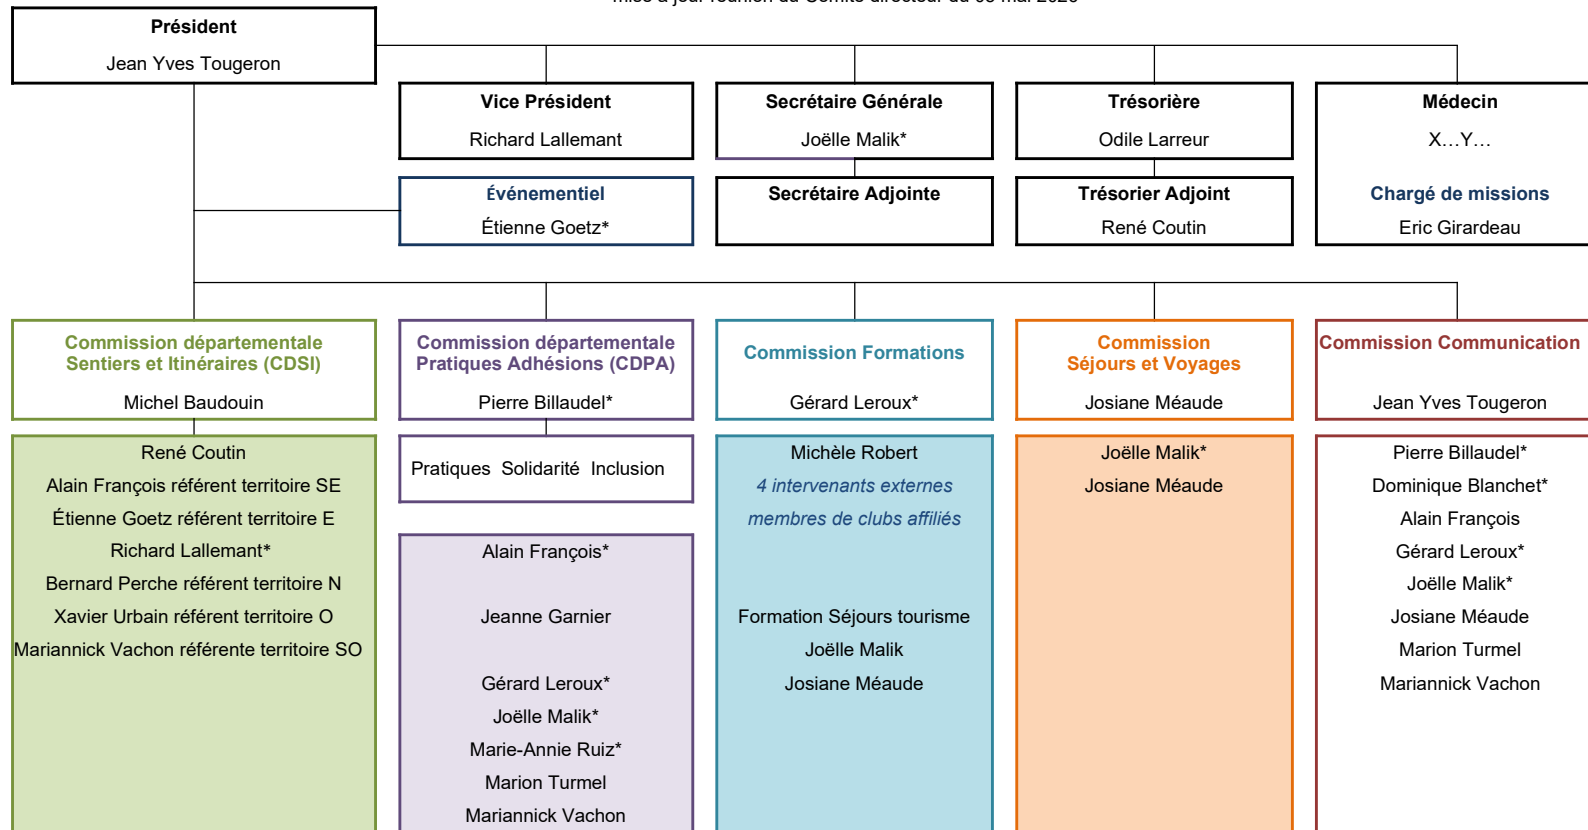 Président
Jean Yves Tougeron
Vice Président
Richard Lallemant
Secrétaire Générale
Joëlle Malik*
Trésorière
Odile Larreur
Médecin
X…Y…
Événementiel
Étienne Goetz*
Secrétaire Adjointe
Trésorier Adjoint
René Coutin
Chargé de missions
Eric Girardeau
Commission départementale
Sentiers et Itinéraires (CDSI)
Michel Baudouin
Commission départementale
Pratiques Adhésions (CDPA)
Pierre Billaudel*
Commission Formations
Gérard Leroux*
Commission
Séjours et Voyages
Josiane Méaude
Commission Communication
Jean Yves Tougeron
René Coutin
Alain François référent territoire SE
Étienne Goetz référent territoire E
Richard Lallemant*
Bernard Perche référent territoire N
Xavier Urbain référent territoire O
Mariannick Vachon référente territoire SO
Pratiques Solidarité Inclusion
Alain François*
Jeanne Garnier
Gérard Leroux*
Joëlle Malik*
Marie-Annie Ruiz*
Marion Turmel
Mariannick Vachon
Michèle Robert
4 intervenants externes
membres de clubs affiliés
Formation Séjours tourisme
Joëlle Malik
Josiane Méaude
Joëlle Malik*
Josiane Méaude
Pierre Billaudel*
Dominique Blanchet*
Alain François
Gérard Leroux*
Joëlle Malik*
Josiane Méaude
Marion Turmel
Mariannick Vachon